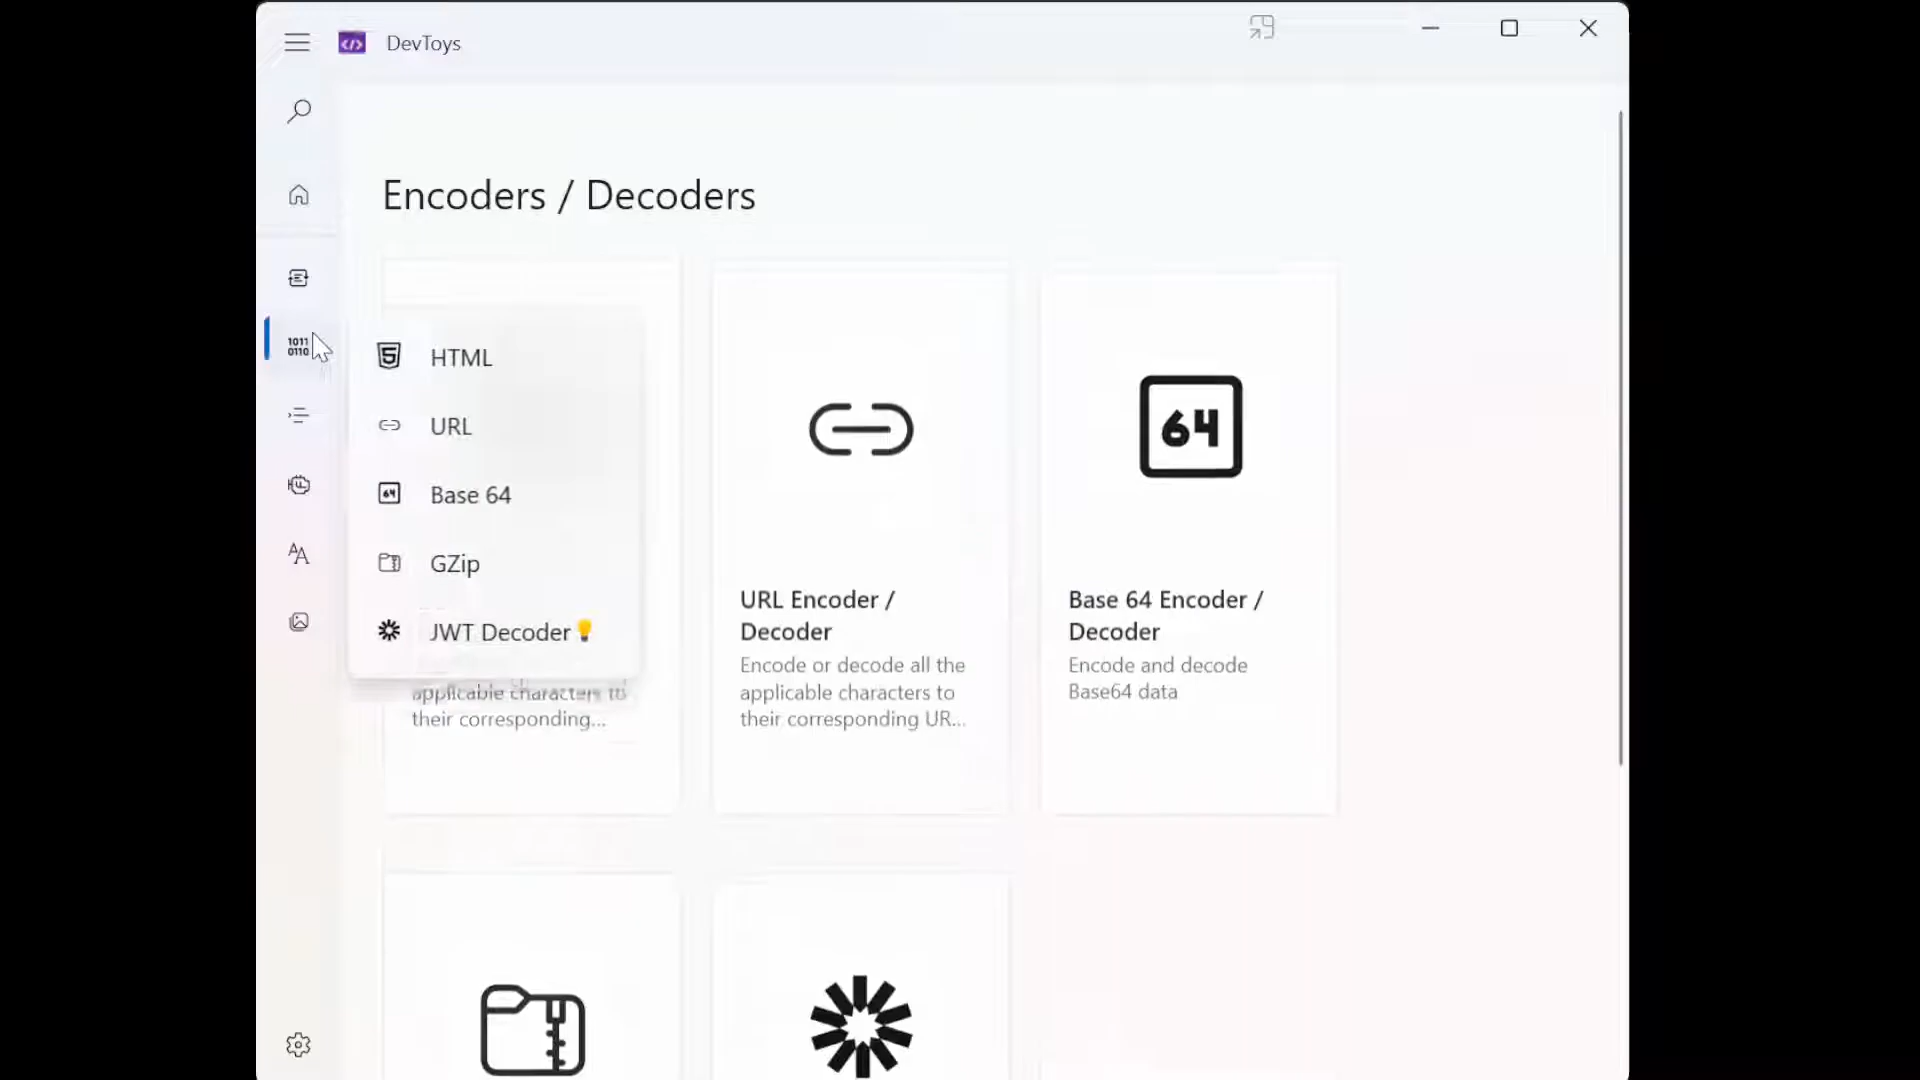 DevToys
Encoders / Decoders
1011
0110
HTML
URL
64
Base 64
GZip
JWT Decoder
applicable characters to
their corresponding...
URL Encoder /
Decoder
Encode or decode all the
applicable characters to
their corresponding UR...
64
Base 64 Encoder /
Decoder
Encode and decode
Base64 data